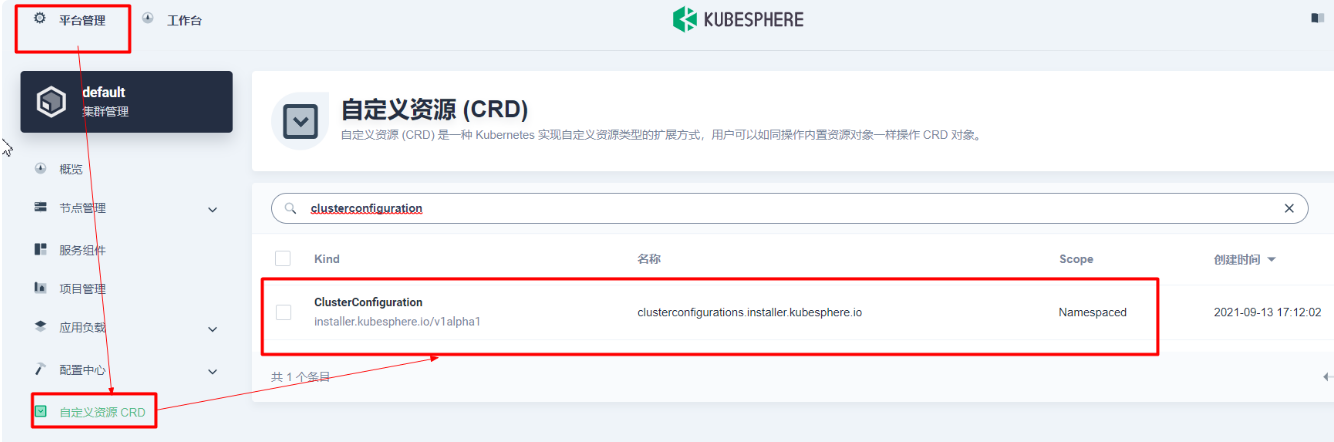 平台管理 工作台
KUBESPHERE
default
集群管理
自定义资源 (CRD)
自定义资源 (CRD) 是一种 Kubernetes 实现自定义资源类型的扩展方式，用户可以如同操作内置资源对象一样操作 CRD 对象。
概览
节点管理
服务组件
项目管理
应用负载
配置中心
自定义资源 CRD
clusterconfiguration
Kind 名称 Scope 创建时间
ClusterConfiguration
installer.kubesphere.io/v1alpha1
clusterconfigurations.installer.kubesphere.io Namespaced 2021-09-13 17:12:02
共 1 个条目